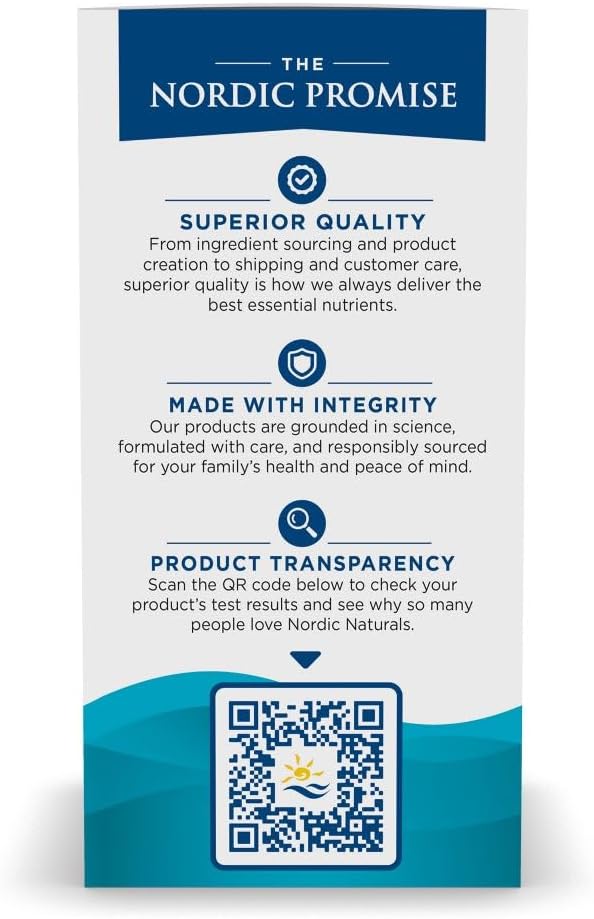 THE
NORDIC PROMISE
SUPERIOR QUALITY
From ingredient sourcing and product
creation to shipping and customer care,
superior quality is how we always deliver the
best essential nutrients.
MADE WITH INTEGRITY
Our products are grounded in science,
formulated with care, and responsibly sourced
for your family's health and peace of mind.
PRODUCT TRANSPARENCY
Scan the QR code below to check your
product's test results and see why so many
people love Nordic Naturals.